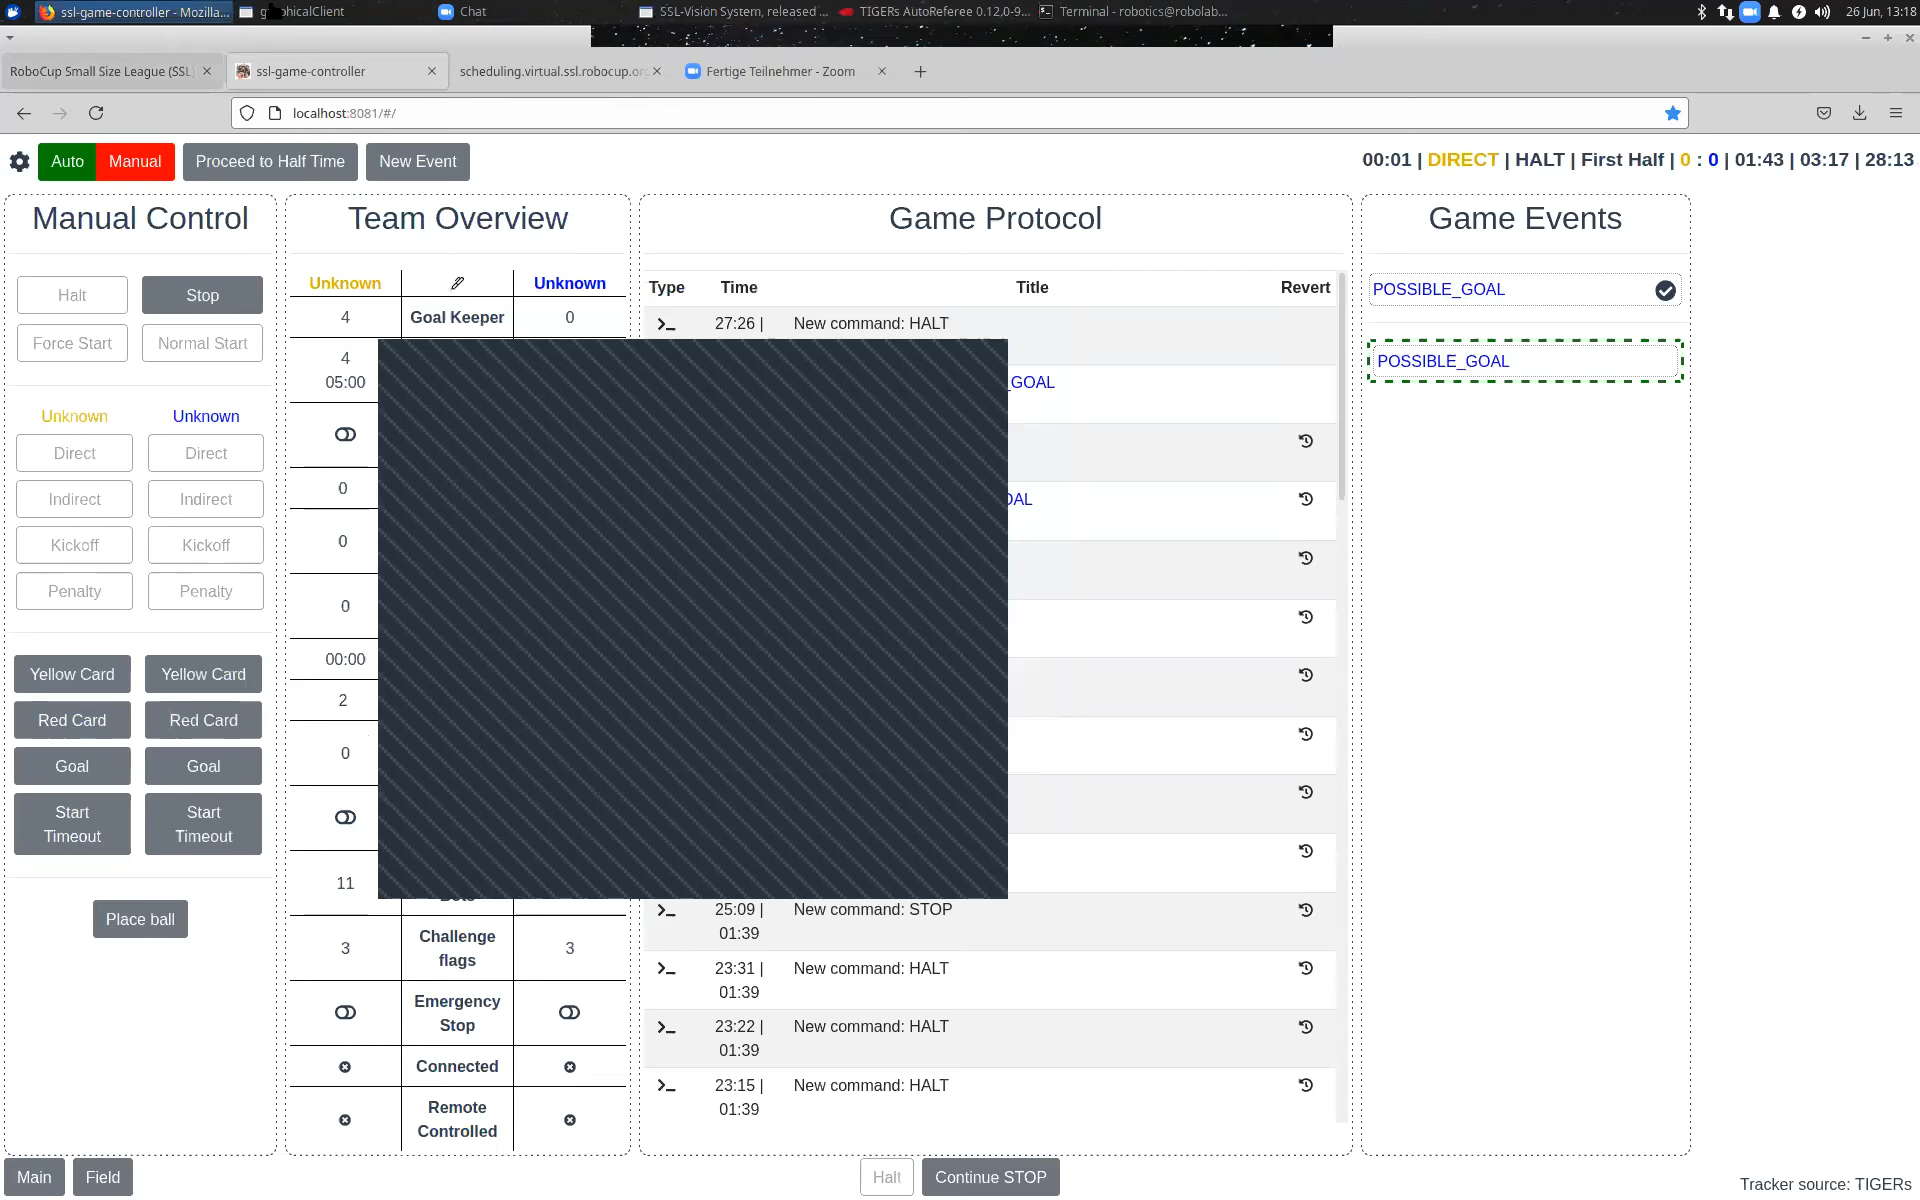 ssl-game-controller - Mozilla...
Chat
SSL-Vision System, released ...
TIGERs AutoReferee 0.12.0-9...
Terminal - robotics@robolab...
26 Jun, 13:18
RoboCup Small Size League (SSL)
ssl-game-controller
scheduling.virtual.ssl.robocup.org
Fertige Teilnehmer - Zoom
localhost:8081/#/
Auto
Manual
Proceed to Half Time
New Event
00:01 | DIRECT | HALT | First Half | 0 : 0 | 01:43 | 03:17 | 28:13
Manual Control
Halt
Stop
Force Start
Normal Start
Unknown
Unknown
Direct
Direct
Indirect
Indirect
Kickoff
Kickoff
Penalty
Penalty
Yellow Card
Yellow Card
Red Card
Red Card
Goal
Goal
Start
Timeout
Start
Timeout
Place ball
Team Overview
Unknown
Unknown
4
Goal Keeper
0
4
05:00
0
0
0
00:00
2
0
11
3
Challenge
flags
3
Emergency
Stop
Connected
Remote
Controlled
Game Protocol
Type
Time
Title
Revert
27:26 |
New command: HALT
_GOAL
25:09 |
01:39
New command: STOP
23:31 |
01:39
New command: HALT
23:22 |
01:39
New command: HALT
23:15 |
01:39
New command: HALT
Game Events
POSSIBLE_GOAL
POSSIBLE_GOAL
Main
Field
Halt
Continue STOP
Tracker source: TIGERs